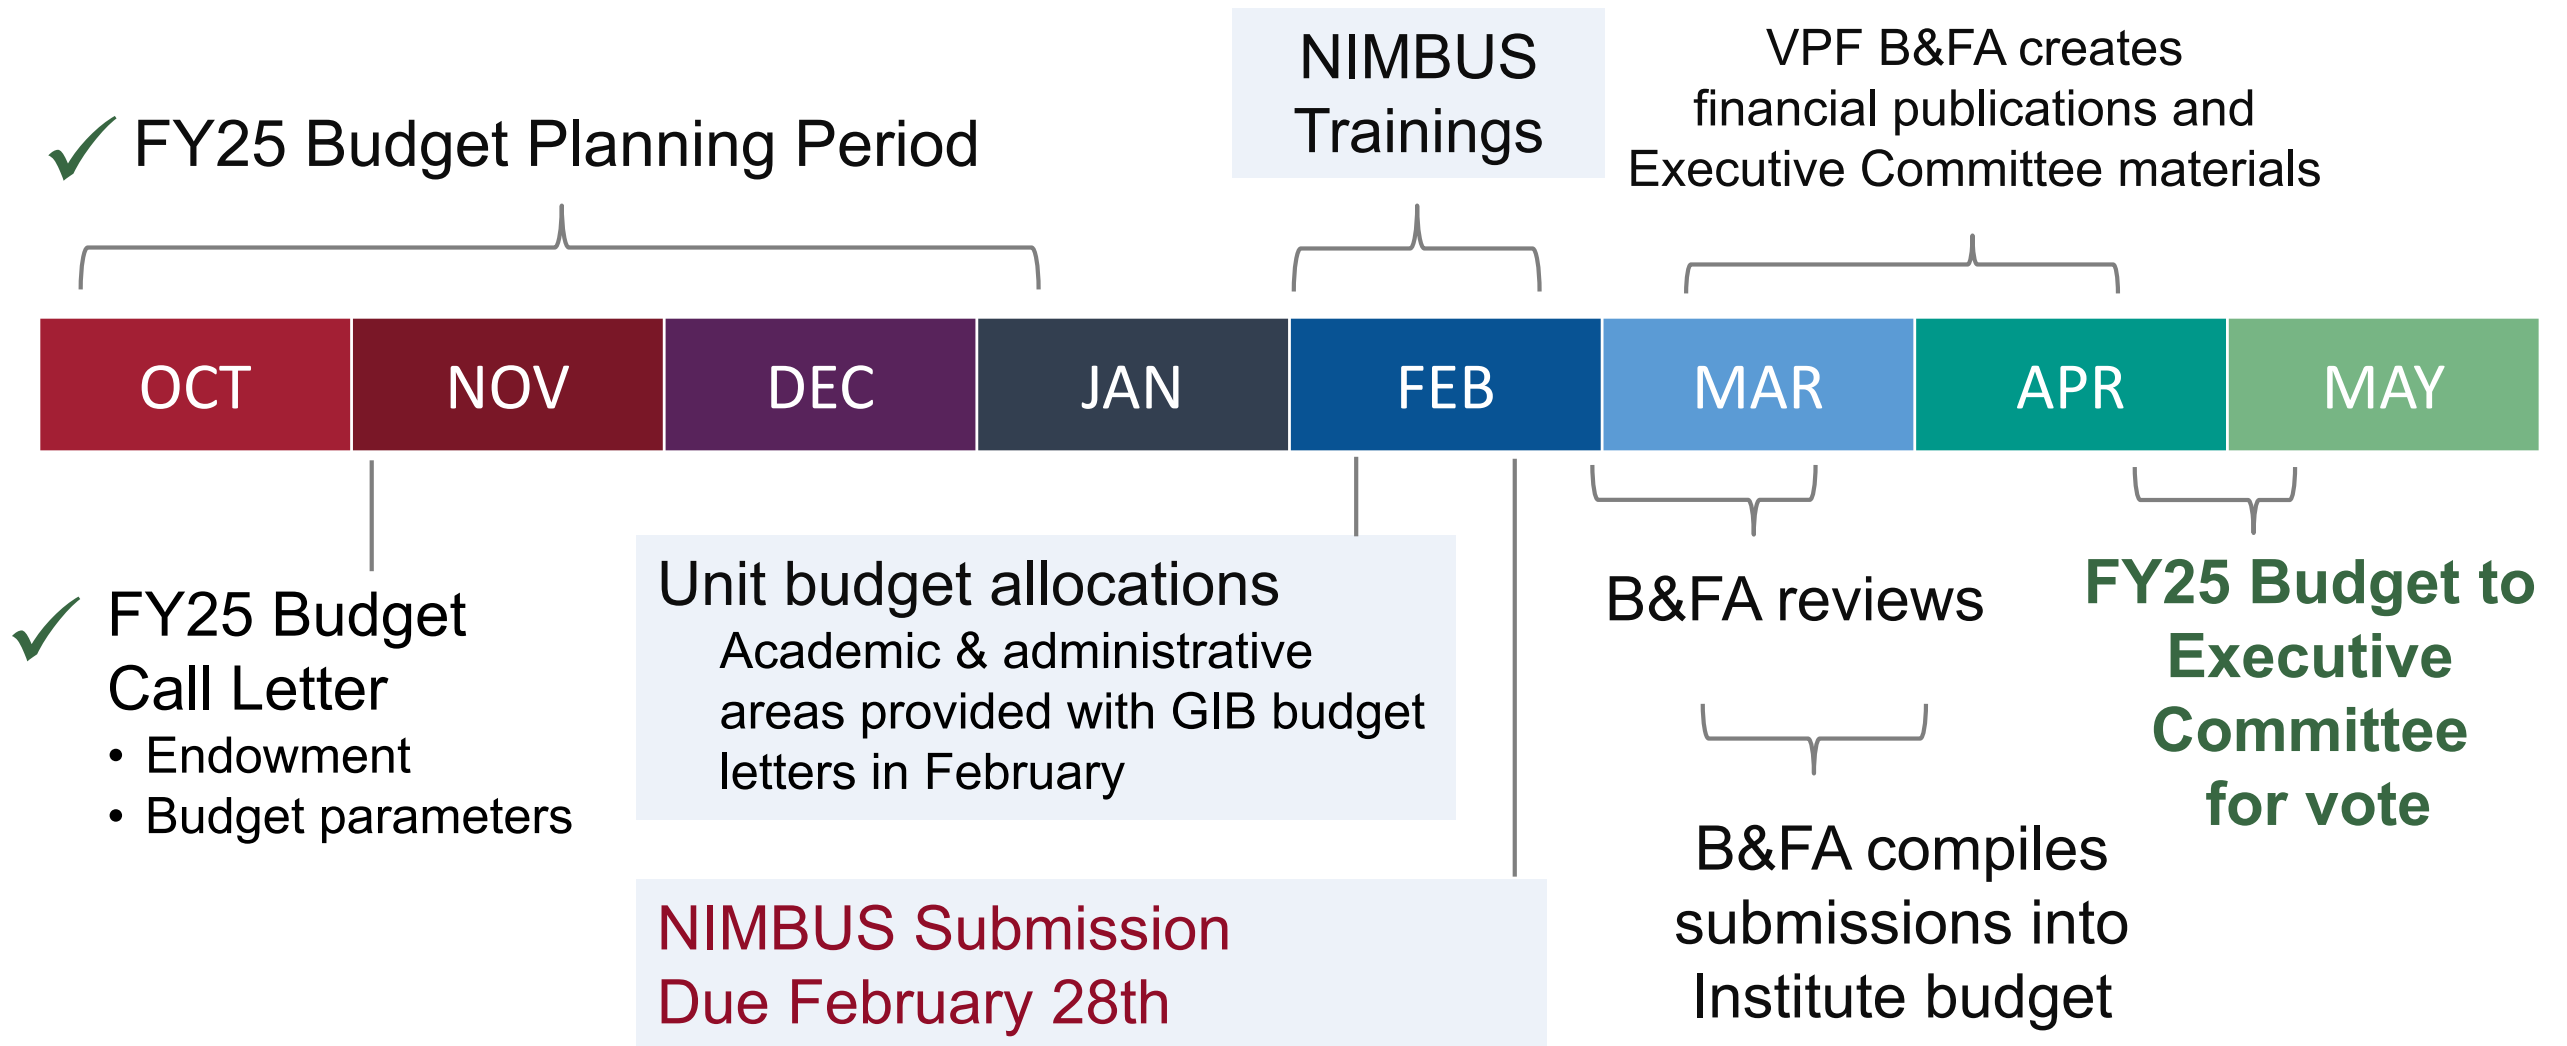 NIMBUS
Trainings
VPF B&FA creates
financial publications and
Executive Committee materials
FY25 Budget Planning Period
OCT
NOV
DEC
JAN
FEB
MAR
APR
MAY
FY25 Budget
Call Letter
• Endowment
• Budget parameters
Unit budget allocations
Academic & administrative
areas provided with GIB budget
letters in February
NIMBUS Submission
Due February 28th
B&FA reviews
B&FA compiles
submissions into
Institute budget
FY25 Budget to
Executive
Committee
for vote